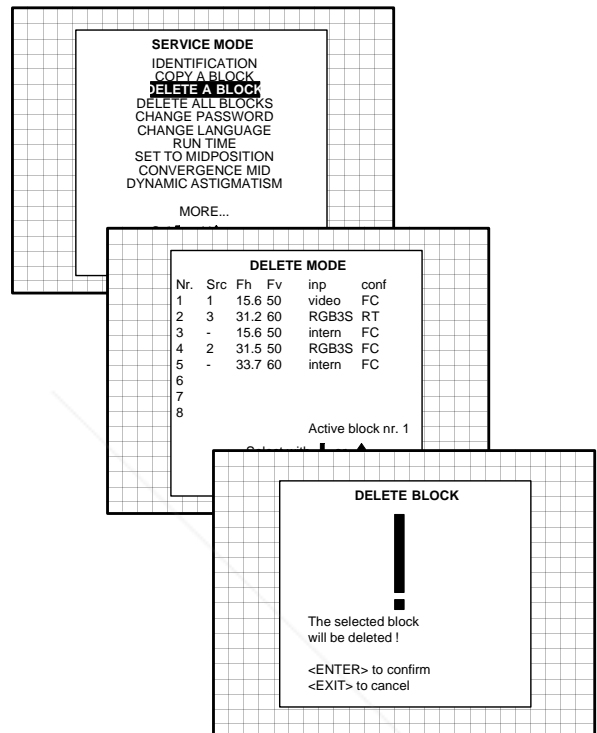 SERVICE MODE
IDENTIFICATION
COPY A BLOCK
DELETE A BLOCK
DELETE ALL BLOCKS
CHANGE PASSWORD
CHANGE LANGUAGE
RUN TIME
SET TO MIDPOSITION
CONVERGENCE MID
DYNAMIC ASTIGMATISM
MORE...
DELETE MODE
Nr. Src Fh Fv inp conf
1 1 15.6 50 video FC
2 3 31.2 60 RGB3S RT
3 - 15.6 50 intern FC
4 2 31.5 50 RGB3S FC
5 - 33.7 60 intern FC
6
7
8
Active block nr. 1
DELETE BLOCK
!
The selected block
will be deleted !
<ENTER> to confirm
<EXIT> to cancel